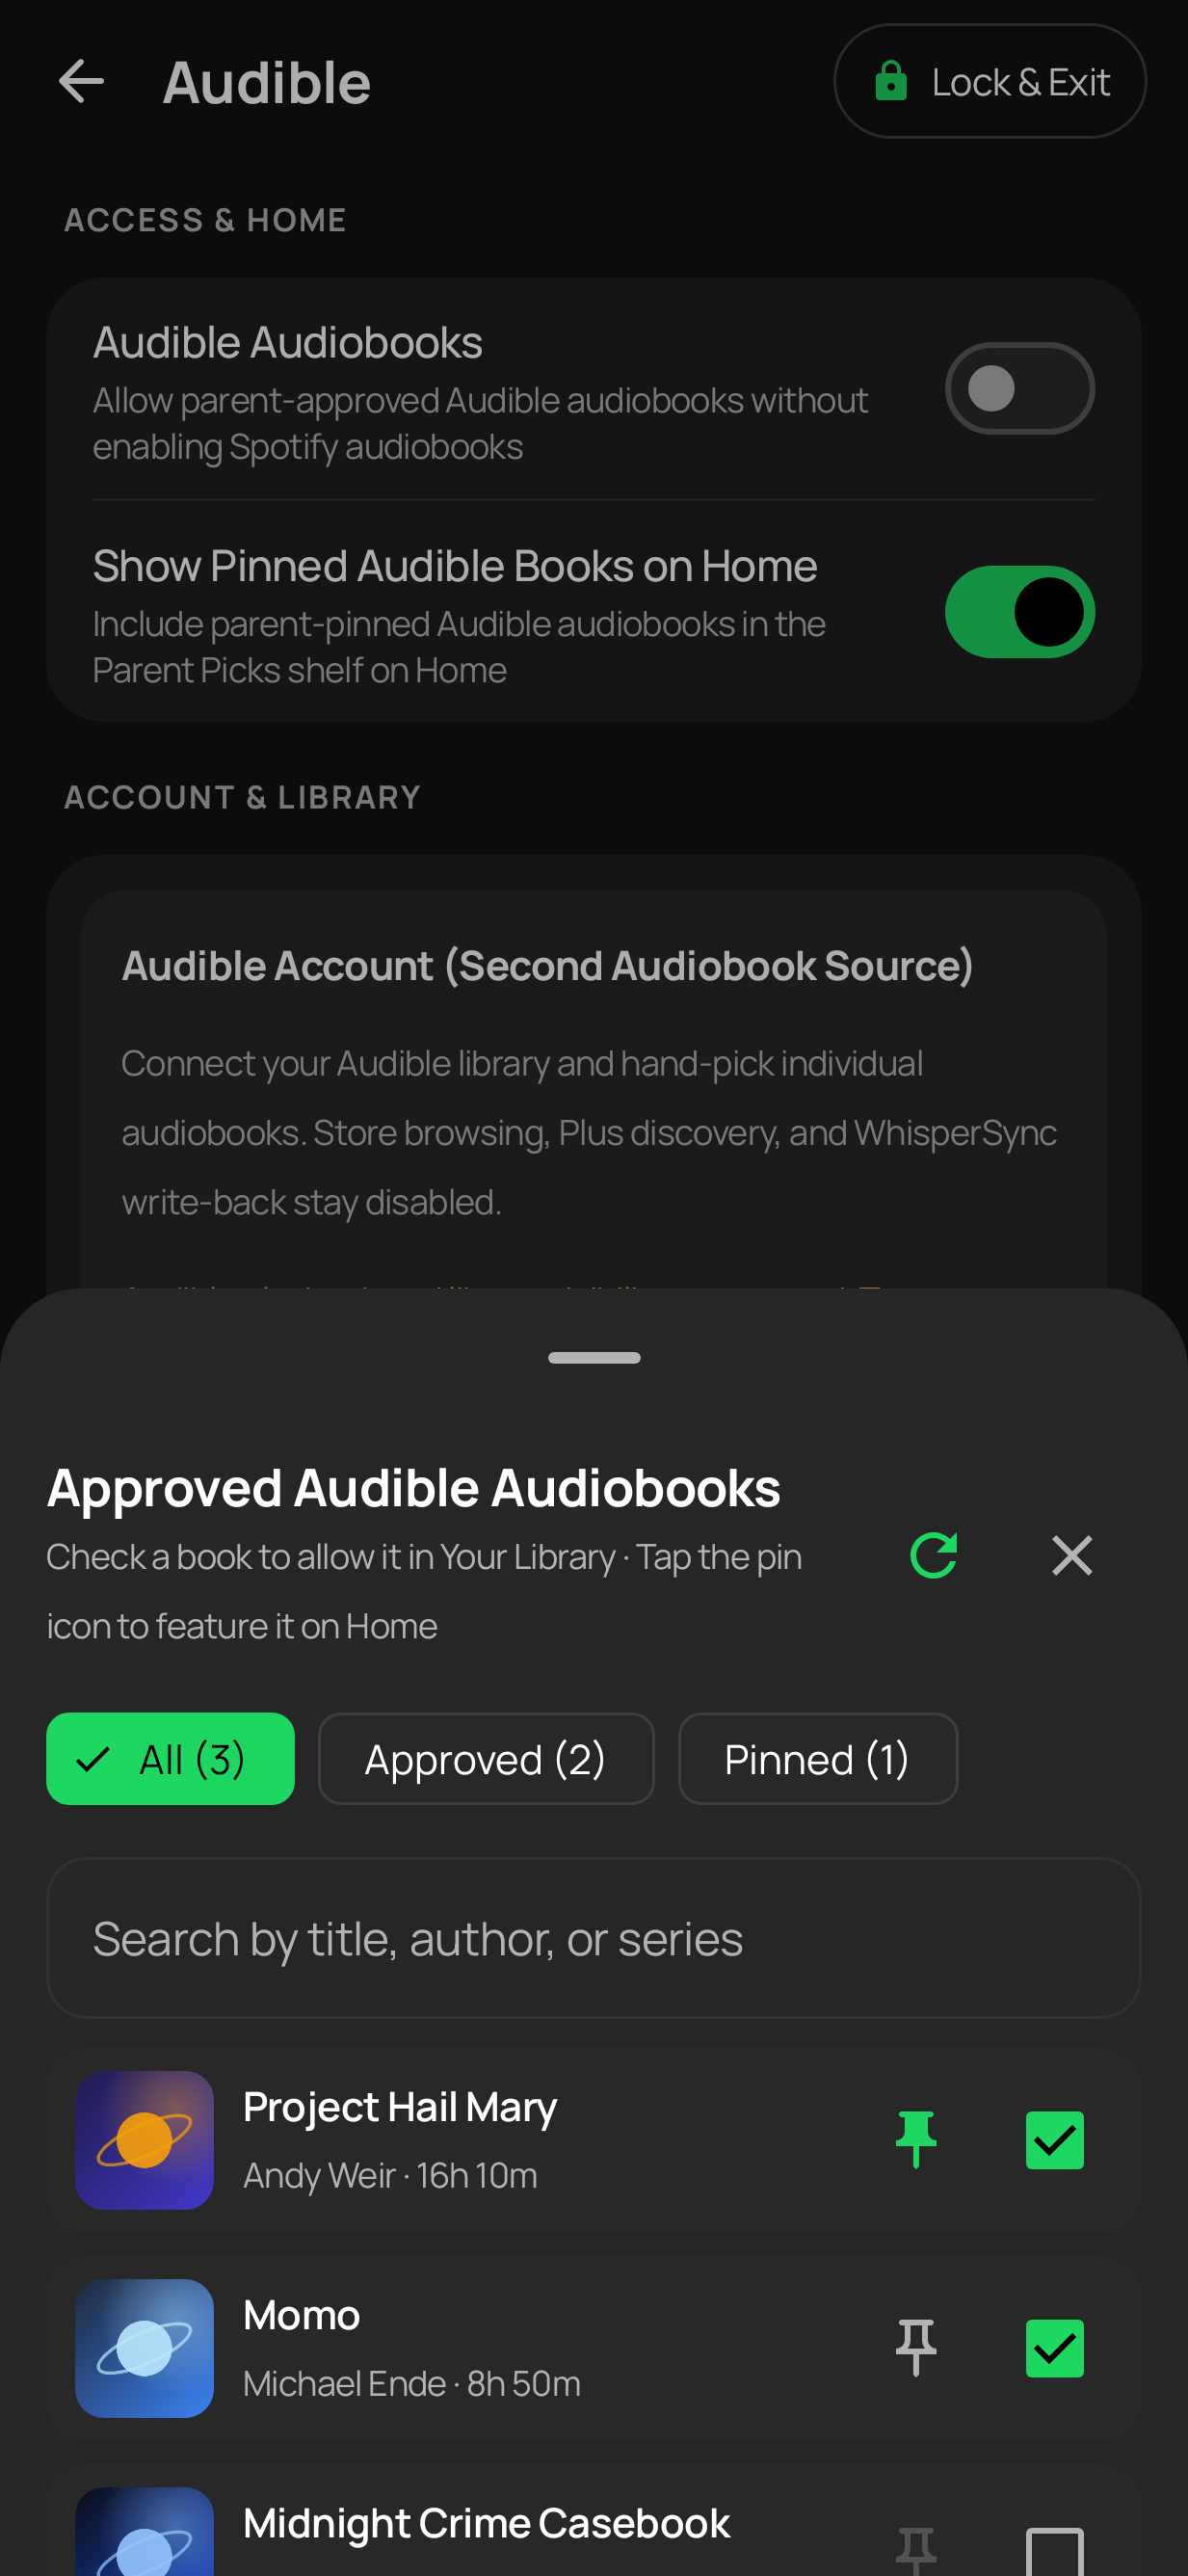 Audible
Lock & Exit
ACCESS & HOME
Audible Audiobooks
Allow parent-approved Audible audiobooks without
enabling Spotify audiobooks
Show Pinned Audible Books on Home
Include parent-pinned Audible audiobooks in the
Parent Picks shelf on Home
ACCOUNT & LIBRARY
Audible Account (Second Audiobook Source)
Connect your Audible library and hand-pick individual
audiobooks. Store browsing, Plus discovery, and WhisperSync
write-back stay disabled.
Approved Audible Audiobooks
Check a book to allow it in Your Library · Tap the pin
icon to feature it on Home
All (3)
Approved (2)
Pinned (1)
Search by title, author, or series
Project Hail Mary
Andy Weir · 16h 10m
Momo
Michael Ende · 8h 50m
Midnight Crime Casebook